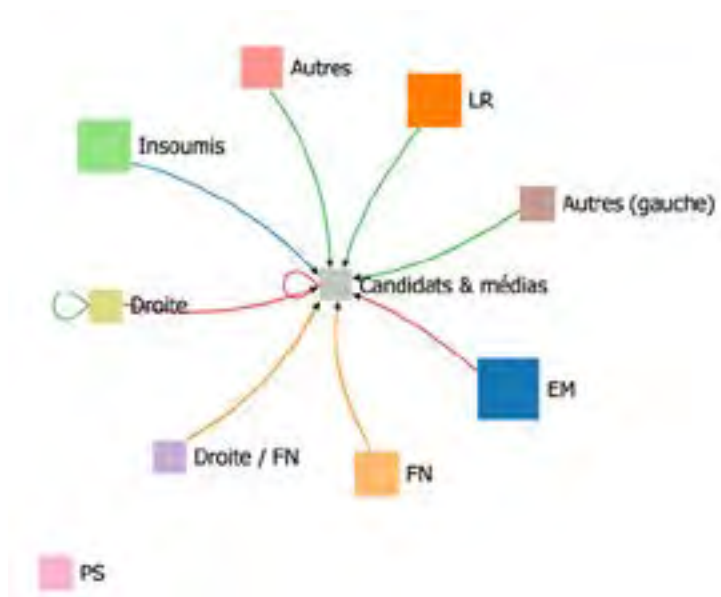 Autres
LR
Insoumis
Autres (gauche)
Candidats & médias
Droite
EM
Droite / FN
FN
PS